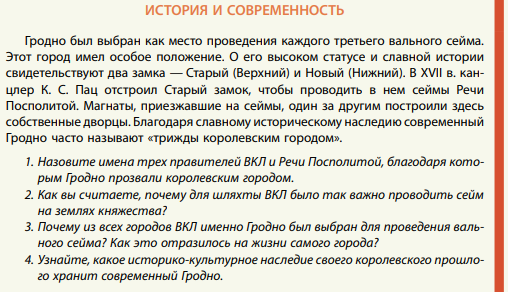 ИСТОРИЯ И СОВРЕМЕННОСТЬ
Гродно был выбран как место проведения каждого третьего вального сейма.
Этот город имел особое положение. О его высоком статусе и славной истории
свидетельствуют два замка — Старый (Верхний) и Новый (Нижний). В XVII в. кан-
цлер К. С. Пац отстроил Старый замок, чтобы проводить в нем сеймы Речи
Посполитой. Магнаты, приезжавшие на сеймы, один за другим построили здесь
собственные дворцы. Благодаря славному историческому наследию современный
Гродно часто называют «трижды королевским городом».
1. Назовите имена трех правителей ВКЛ и Речи Посполитой, благодаря кото-
рым Гродно прозвали королевским городом.
2. Как вы считаете, почему для шляхты ВКЛ было так важно проводить сейм
на землях княжества?
3. Почему из всех городов ВКЛ именно Гродно был выбран для проведения валь-
ного сейма? Как это отразилось на жизни самого города?
4. Узнайте, какое историко-культурное наследие своего королевского прошло-
го хранит современный Гродно.